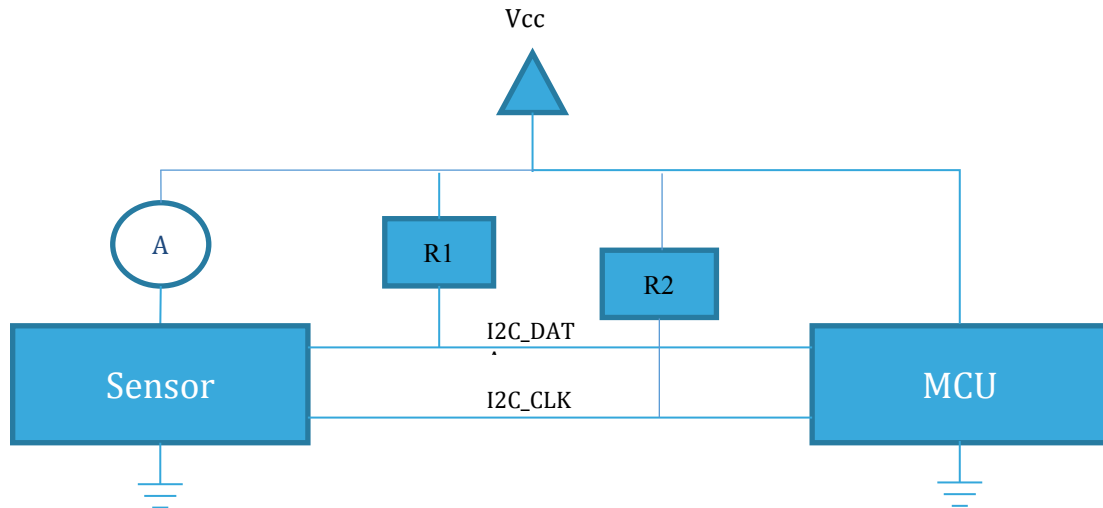 Vcc
A
R1
R2
I2C_DAT
Sensor
I2C_CLK
MCU